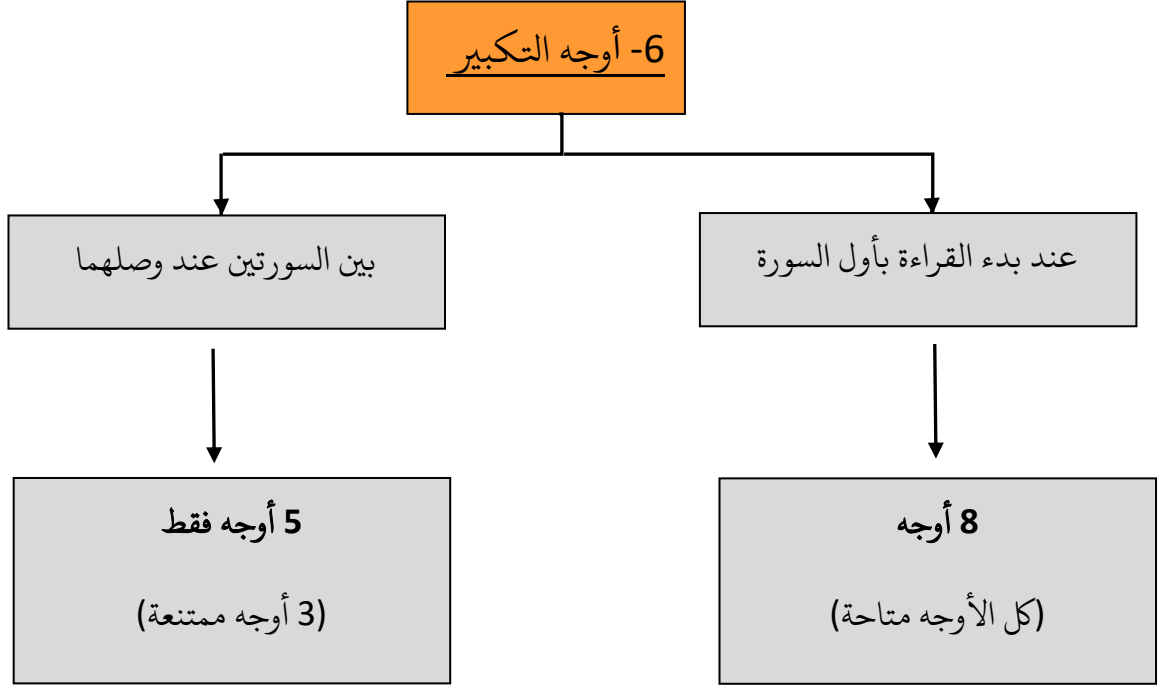 6- أوجه التكبير
عند بدء القراءة بأول السورة
بين السورتين عند وصلهما
8 أوجه
(كل الأوجه متاحة)
5 أوجه فقط
(3 أوجه ممتنعة)